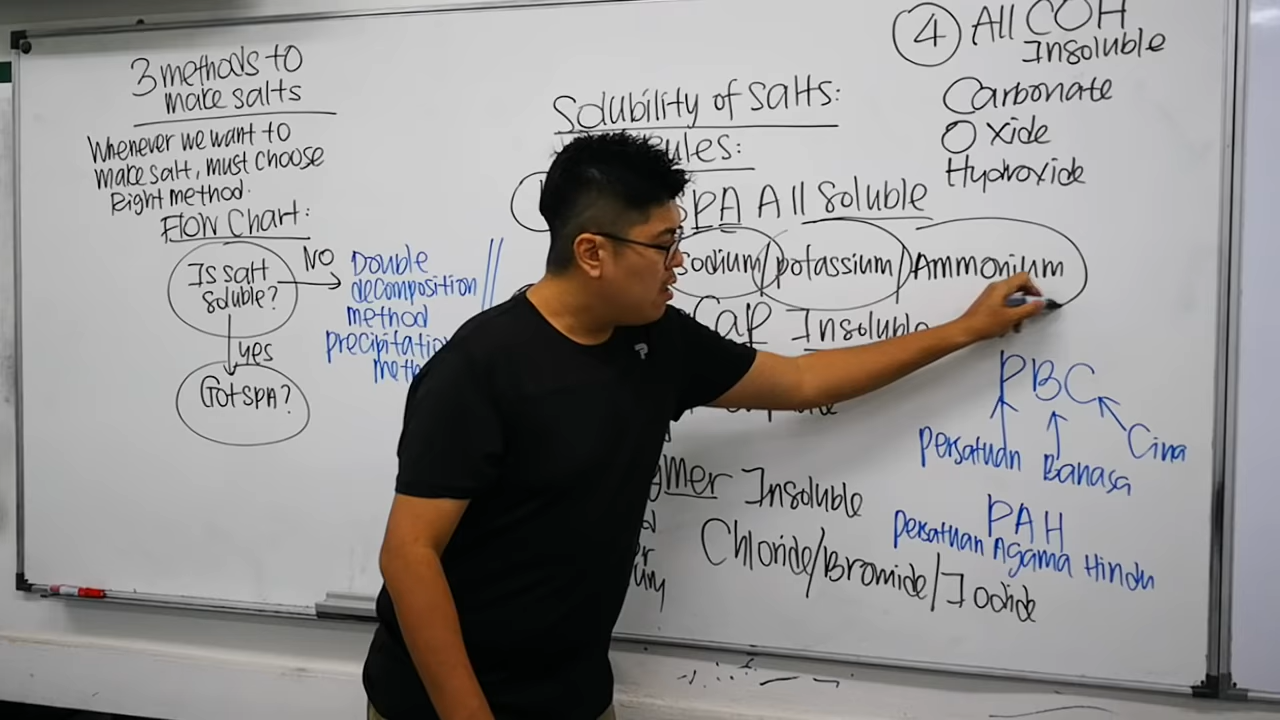 3 methods to
make salts
Whenever we want to
make salt, must choose
Right method.
Flow Chart:
Is salt
soluble?
NO
Double
decomposition
method
precipitation
yes
Got SPA?
Solubility of salts:
SPA All Soluble
sodium/potassium/Ammonium
Cap Insoluble
mer Insoluble
Chloride/Bromide/Iodide
4 All COH
Insoluble
Carbonate
Oxide
Hydroxide
PBC
Persatuan
Bahasa
Cina
PAH
Persatuan Agama Hindu